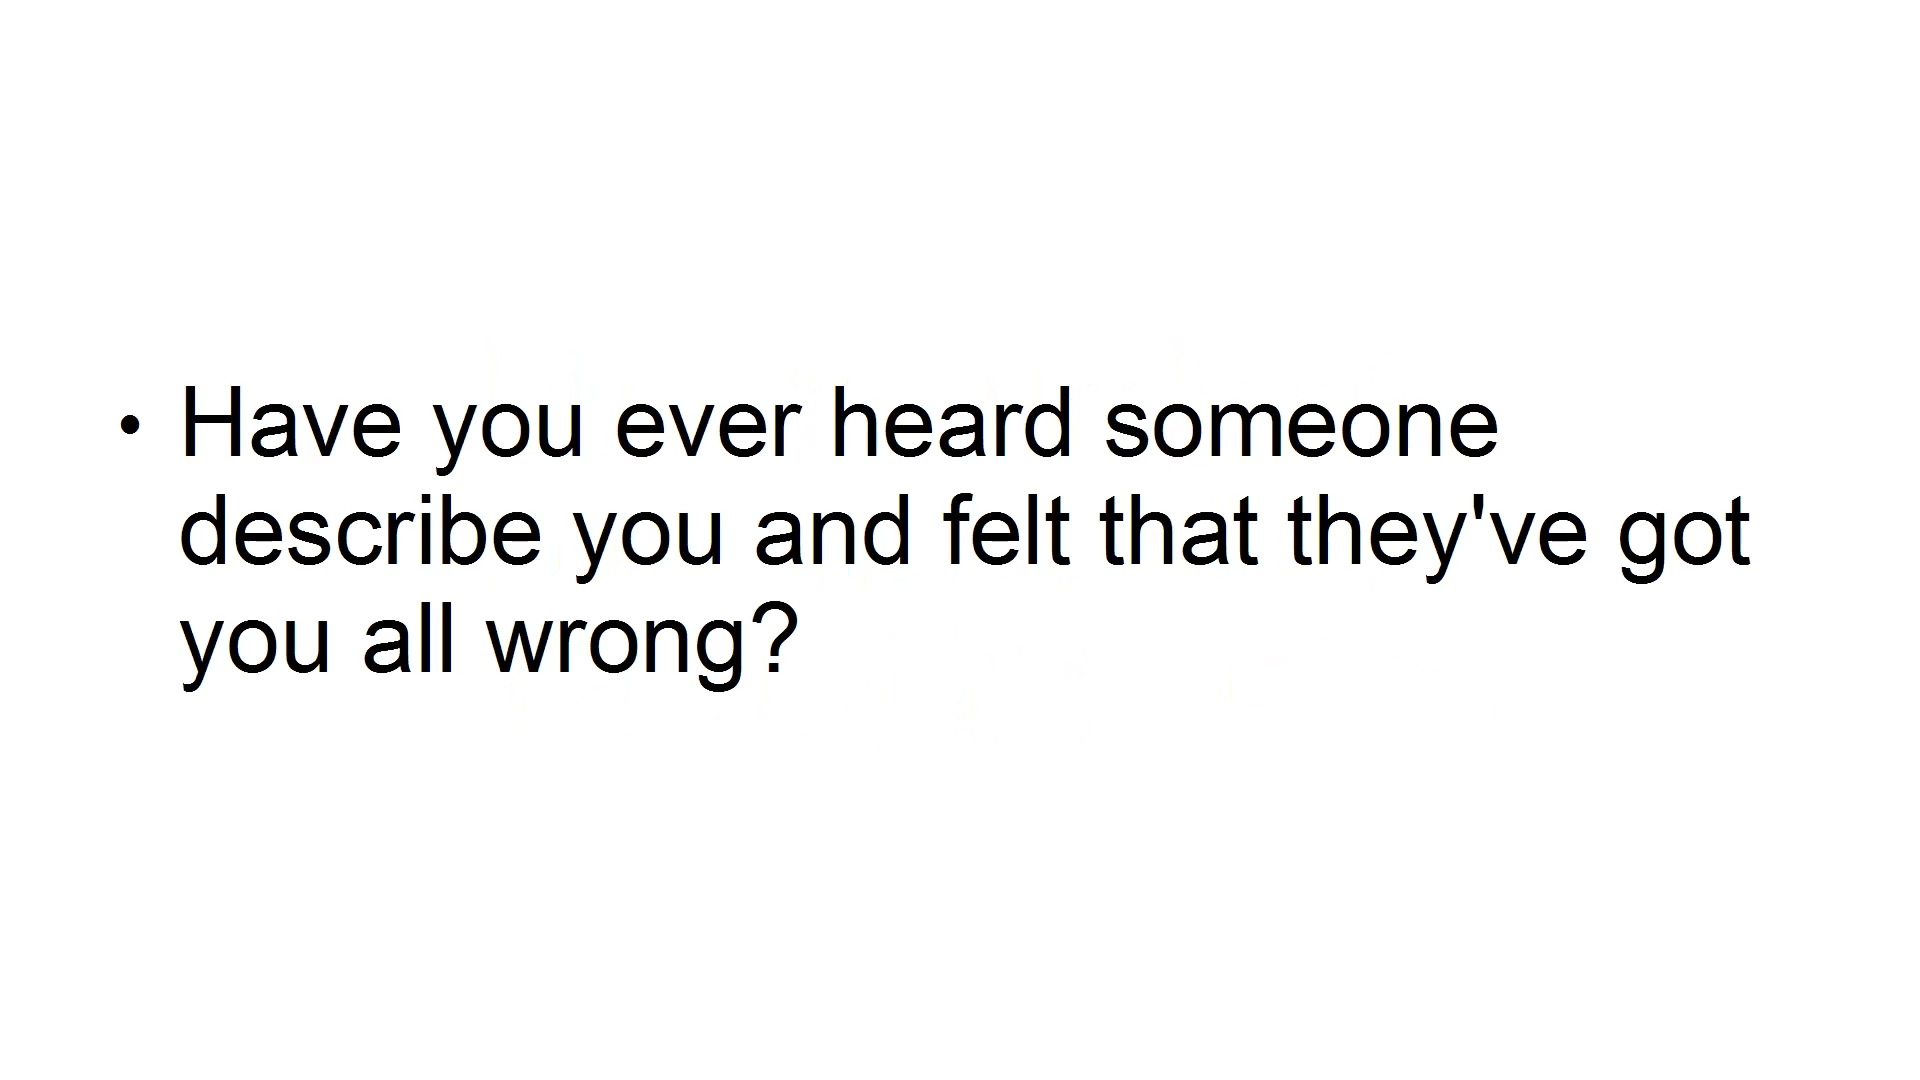 • Have you ever heard someone
describe you and felt that they've got
you all wrong?